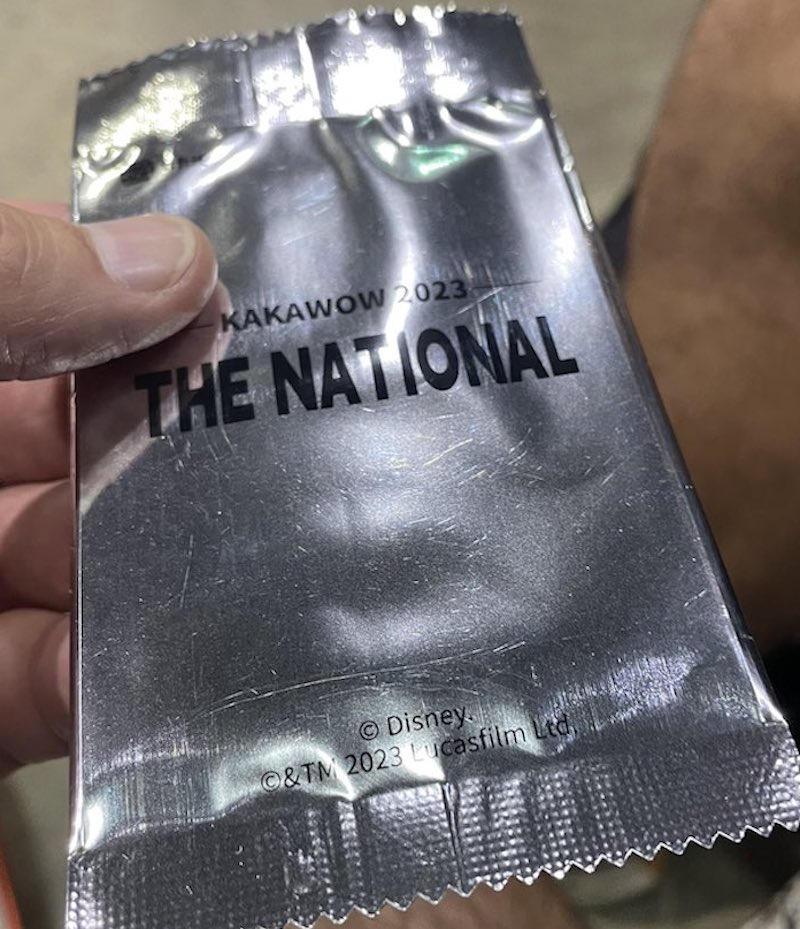 KAKAWOW 2023
THE NATIONAL
© Disney.
©&TM 2023 Lucasfilm Ltd.